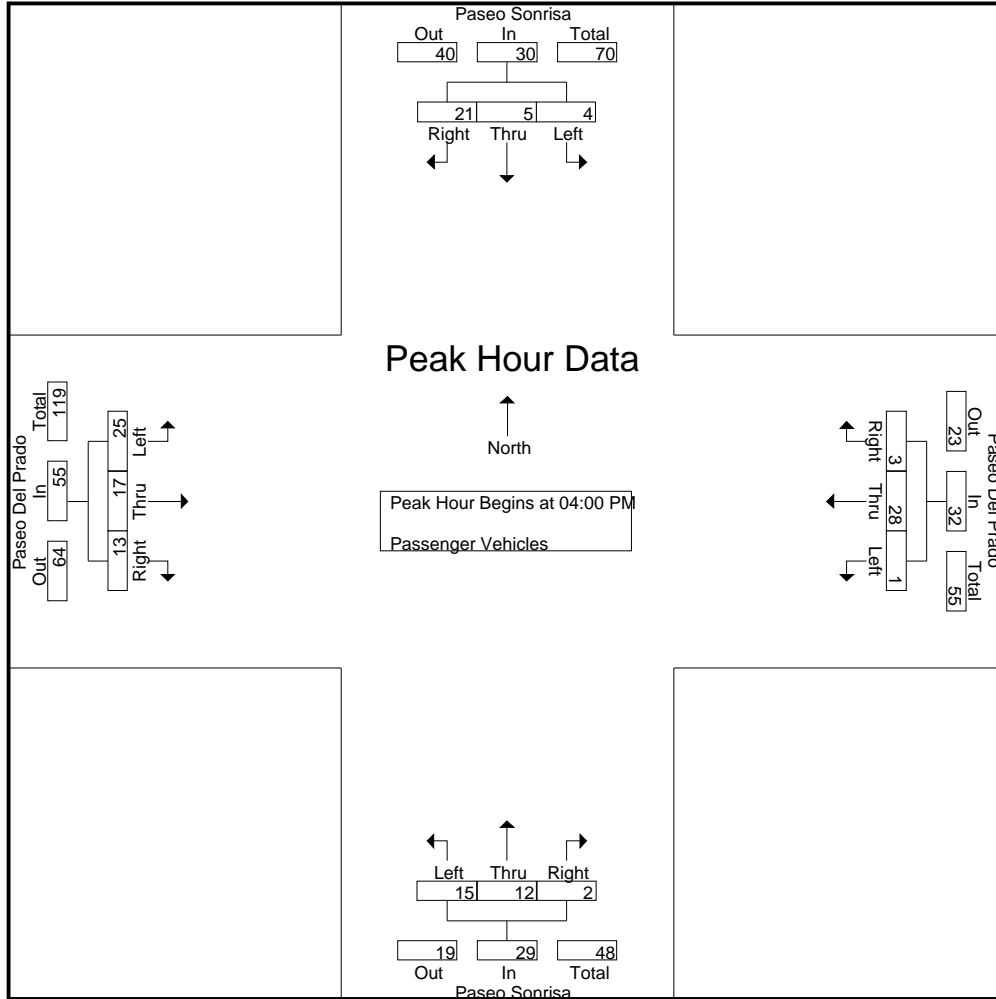 Paseo Sonrisa
Out In Total
40 30 70
21 5 4
Right Thru Left
Peak Hour Data
North
Peak Hour Begins at 04:00 PM
Passenger Vehicles
Paseo Del Prado
Out In Total
64 55 119
13 17 25
Right Thru Left
Paseo Del Prado
Out In Total
23 32 55
3 28 1
Right Thru Left
Left Thru Right
15 12 2
19 29 48
Out In Total
Paseo Sonrisa